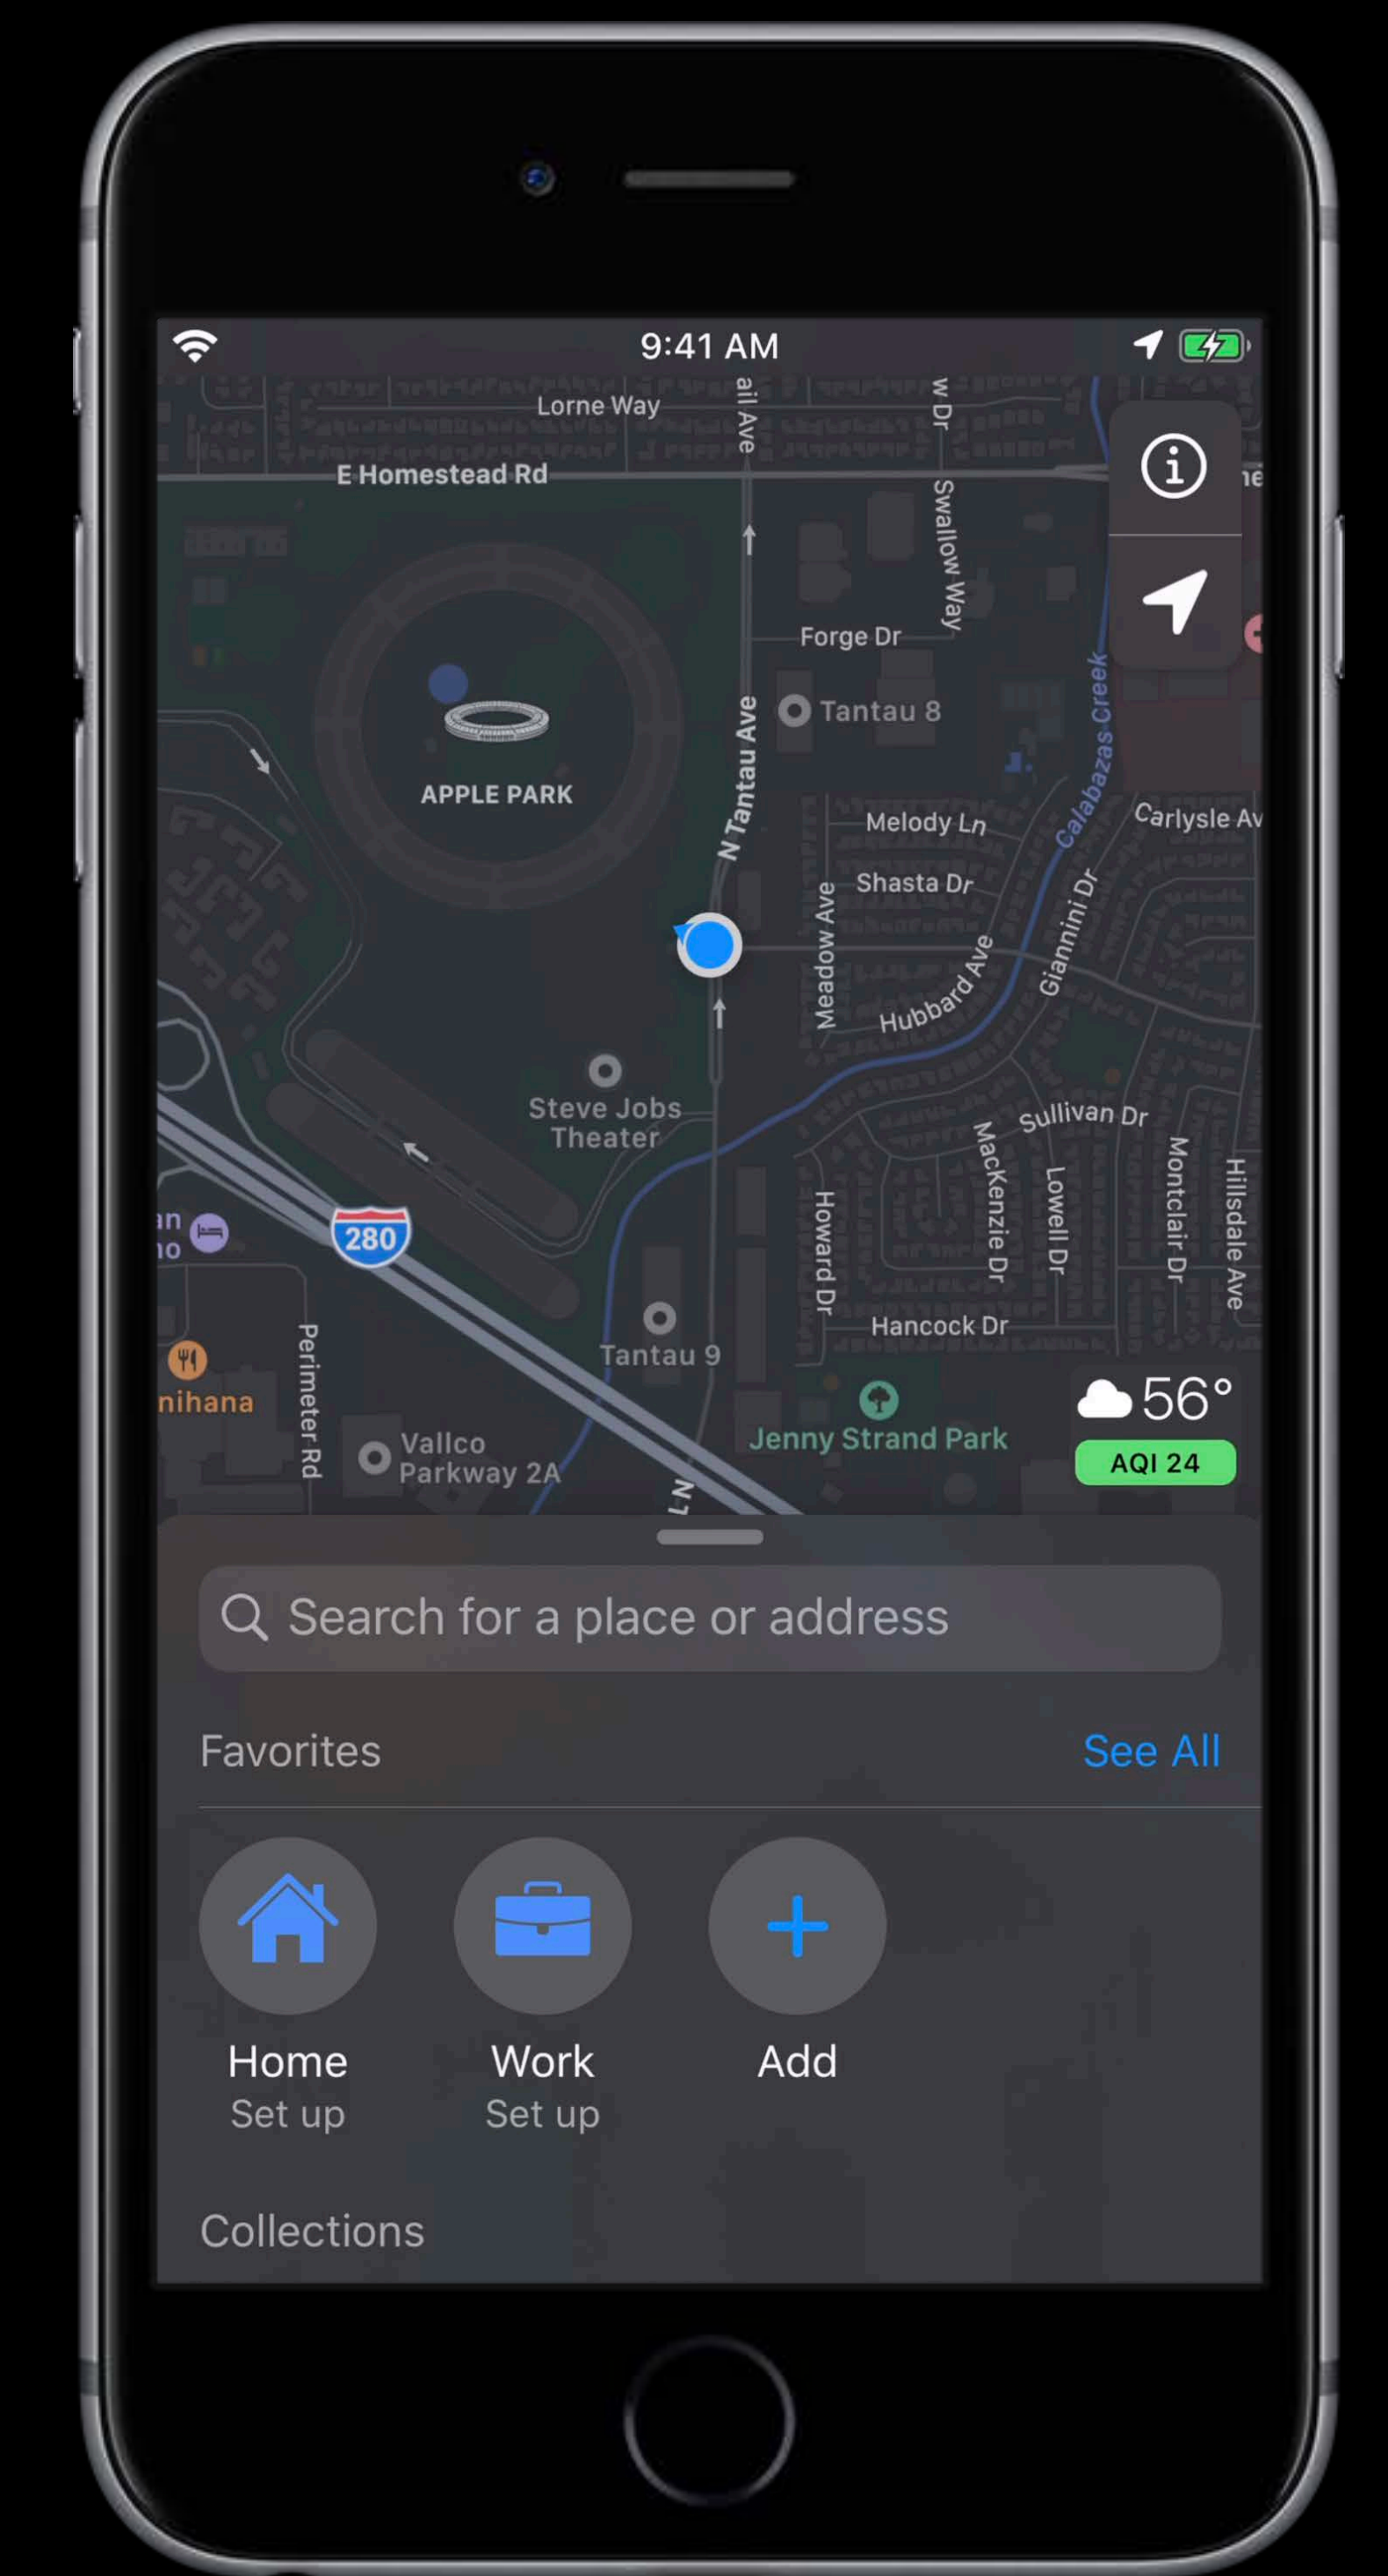 9:41 AM
Lorne Way
ail Ave
w Dr
E Homestead Rd
Swallow Way
Forge Dr
Calabazas Creek
N Tantau Ave
Tantau 8
APPLE PARK
Melody Ln
Carlysle Av
Shasta Dr
Meadow Ave
Hubbard Ave
Giannini Dr
Steve Jobs
Theater
Sullivan Dr
MacKenzie Dr
Lowell Dr
Montclair Dr
Hillsdale Ave
Howard Dr
280
an
no
Hancock Dr
Perimeter Rd
Tantau 9
nihana
Vallco
Parkway 2A
Jenny Strand Park
56°
AQI 24
LN
Search for a place or address
Favorites
See All
Home
Work
Add
Set up
Set up
Collections